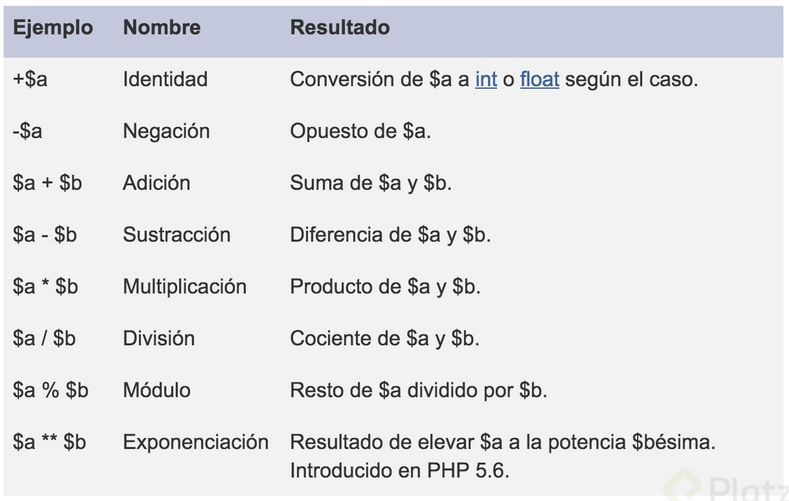 Ejemplo Nombre Resultado
+$a Identidad Conversión de $a a int o float según el caso.
-$a Negación Opuesto de $a.
$a + $b Adición Suma de $a y $b.
$a - $b Sustracción Diferencia de $a y $b.
$a * $b Multiplicación Producto de $a y $b.
$a / $b División Cociente de $a y $b.
$a % $b Módulo Resto de $a dividido por $b.
$a ** $b Exponenciación Resultado de elevar $a a la potencia $bésima.
Introducido en PHP 5.6.
Platz